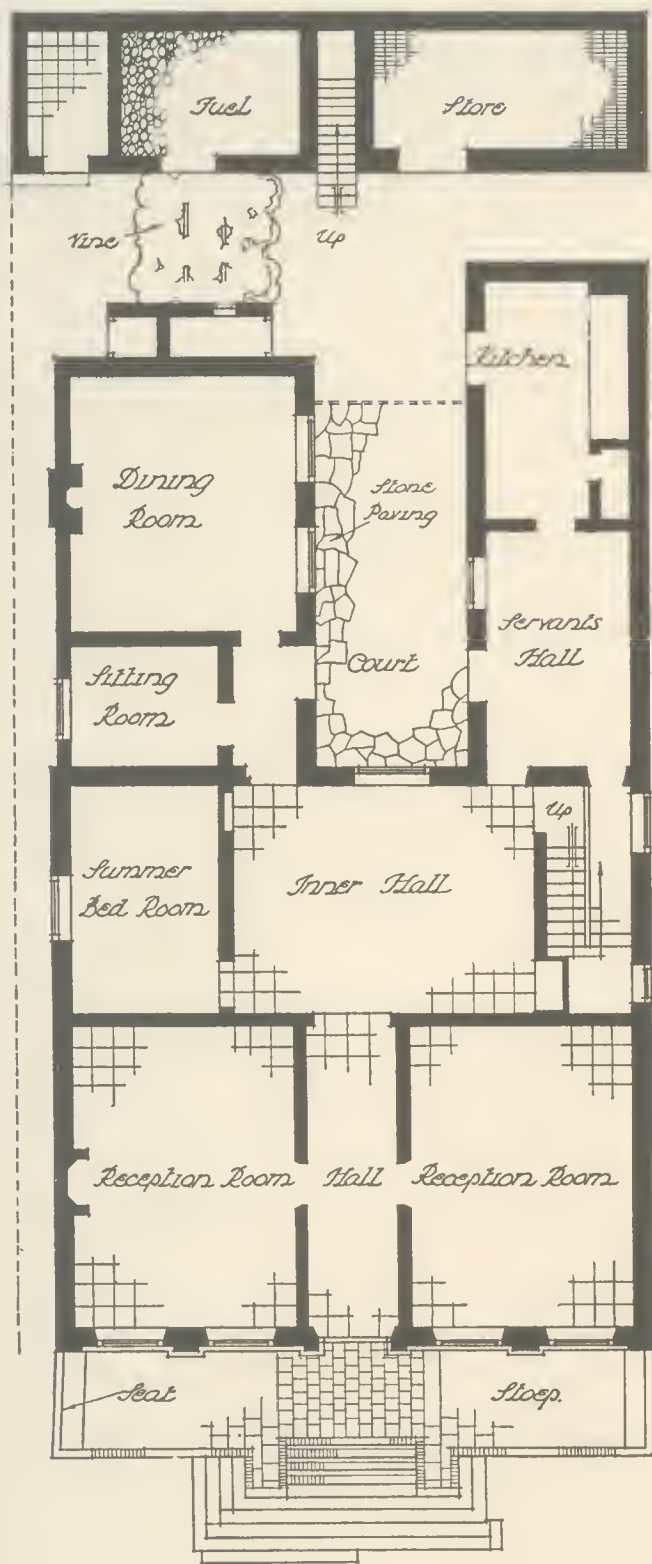 Fuel
Store
Vine
Up
Kitchen
Dining
Room
Stone
Paving
Servants
Hall
Sitting
Room
Court
Up
Summer
Bed Room
Inner Hall
Reception Room
Hall
Reception Room
Seat
Stoep.